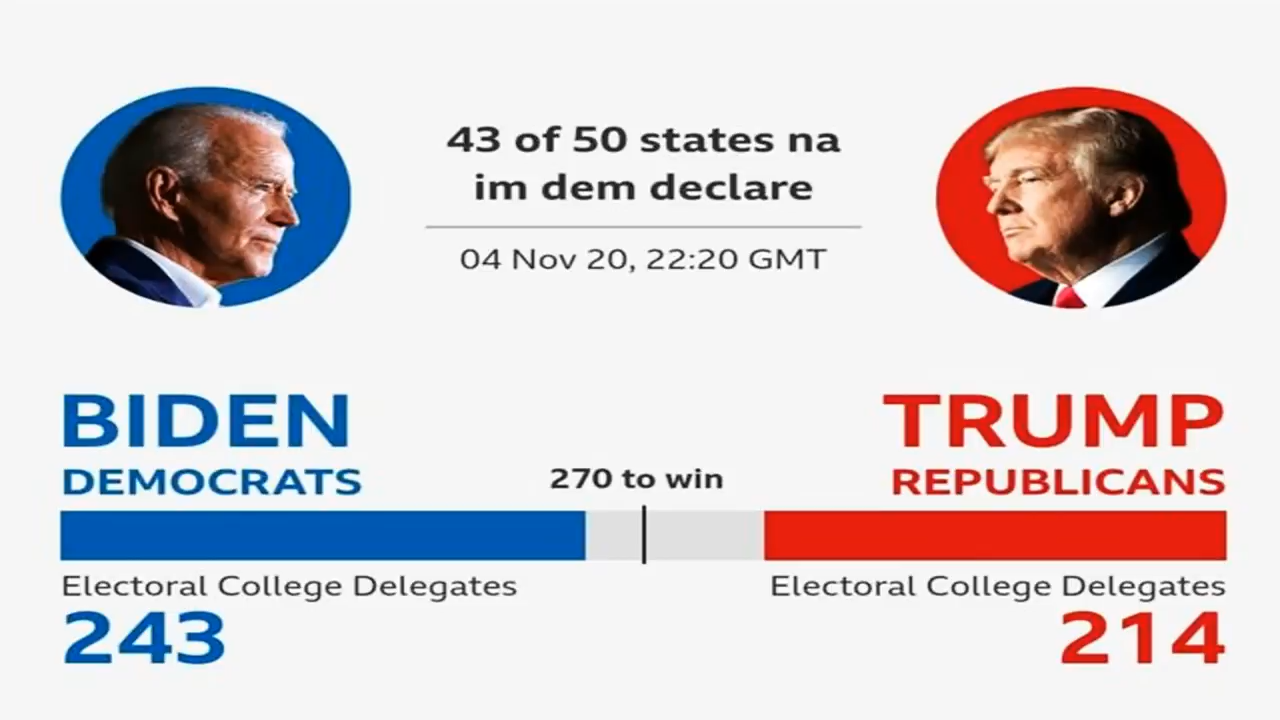 43 of 50 states na
im dem declare
04 Nov 20, 22:20 GMT
BIDEN
DEMOCRATS
TRUMP
REPUBLICANS
270 to win
Electoral College Delegates
243
Electoral College Delegates
214